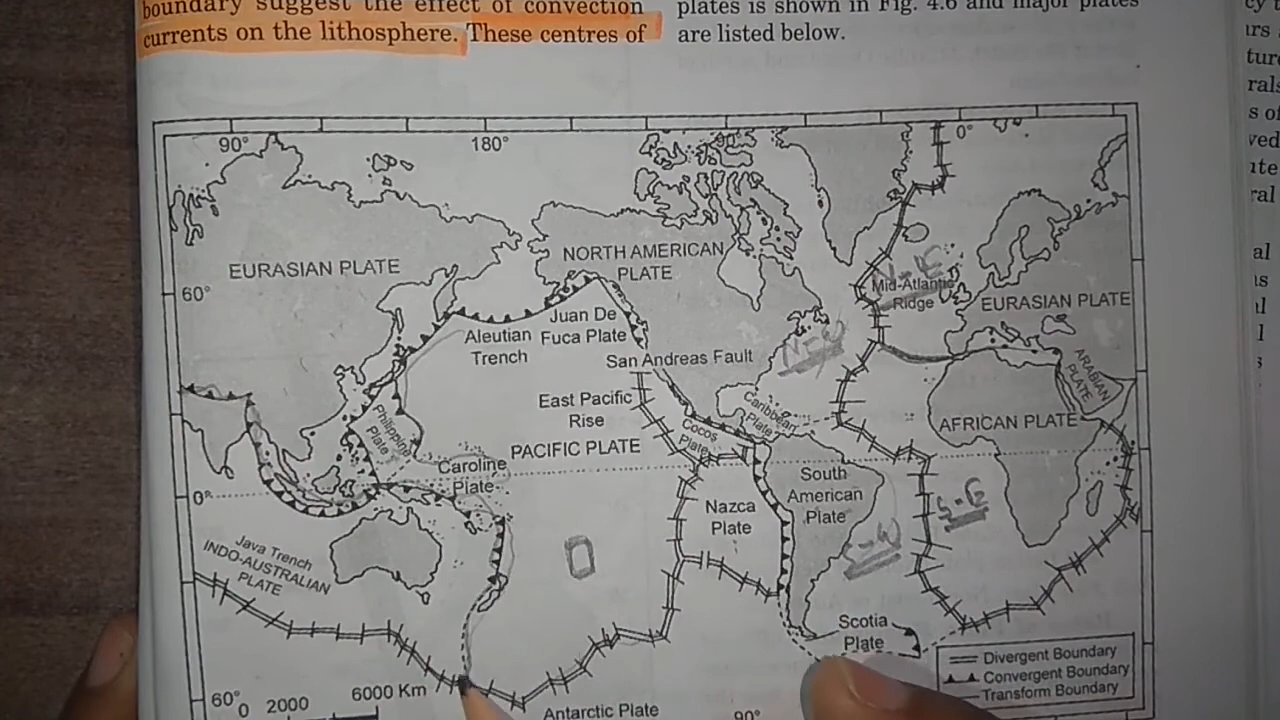 boundary suggest the effect of convection
currents on the lithosphere. These centres of
plates is shown in Fig. 4.6 and major plates
are listed below.
90°
180°
90°
0°
EURASIAN PLATE
NORTH AMERICAN
PLATE
60°
Mid-Atlantic
Ridge
EURASIAN PLATE
Aleutian
Trench
Juan De
Fuca Plate
San Andreas Fault
ARABIAN
PLATE
East Pacific
Rise
Caribbean
Plate
Philippine
Plate
Cocos
Plate
AFRICAN PLATE
PACIFIC PLATE
Caroline
Plate
0°
South
American
Plate
Nazca
Plate
S-E
S-W
Java Trench
INDO-AUSTRALIAN
PLATE
Scotia
Plate
Divergent Boundary
Convergent Boundary
Transform Boundary
60°
0 2000 6000 Km
Antarctic Plate
90°